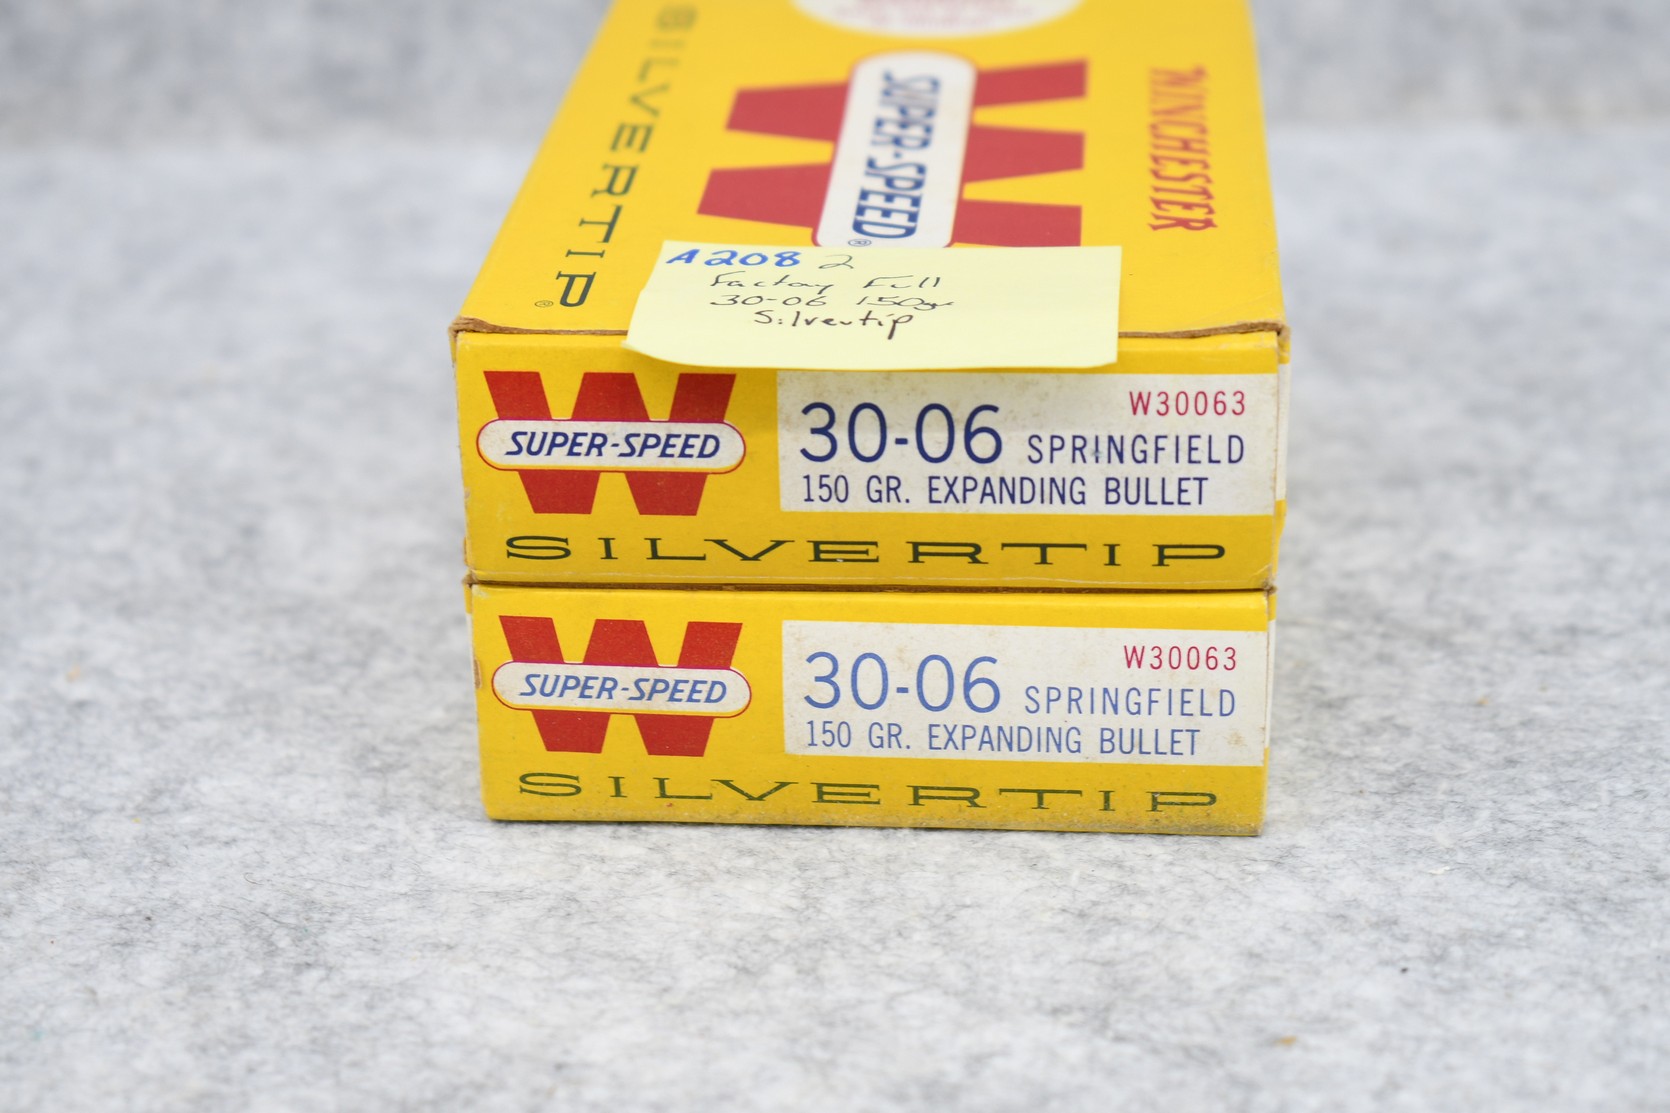 SILVERTIP®
SUPER-SPEED®
WINCHESTER
A208 2
Factory Full
30-06 150gr
Silvertip
W
SUPER-SPEED
W30063
30-06 SPRINGFIELD
150 GR. EXPANDING BULLET
SILVERTIP
W
SUPER-SPEED
W30063
30-06 SPRINGFIELD
150 GR. EXPANDING BULLET
SILVERTIP